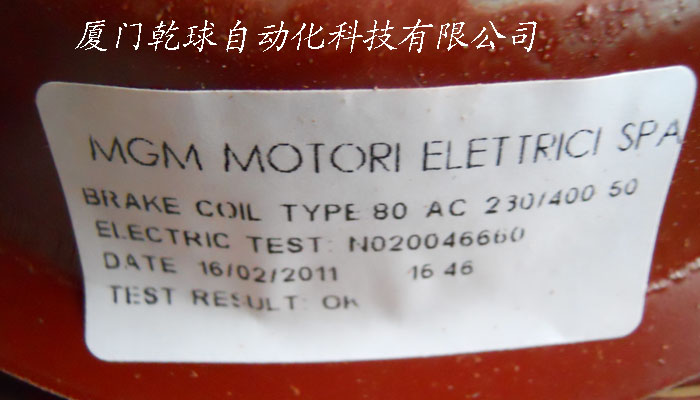 厦门乾球自动化科技有限公司
MGM MOTORI ELETTRICI SPA
BRAKE COIL TYPE 80 AC 230/400 50
ELECTRIC TEST: N020046660
DATE 16/02/2011 16 46
TEST RESULT: OK